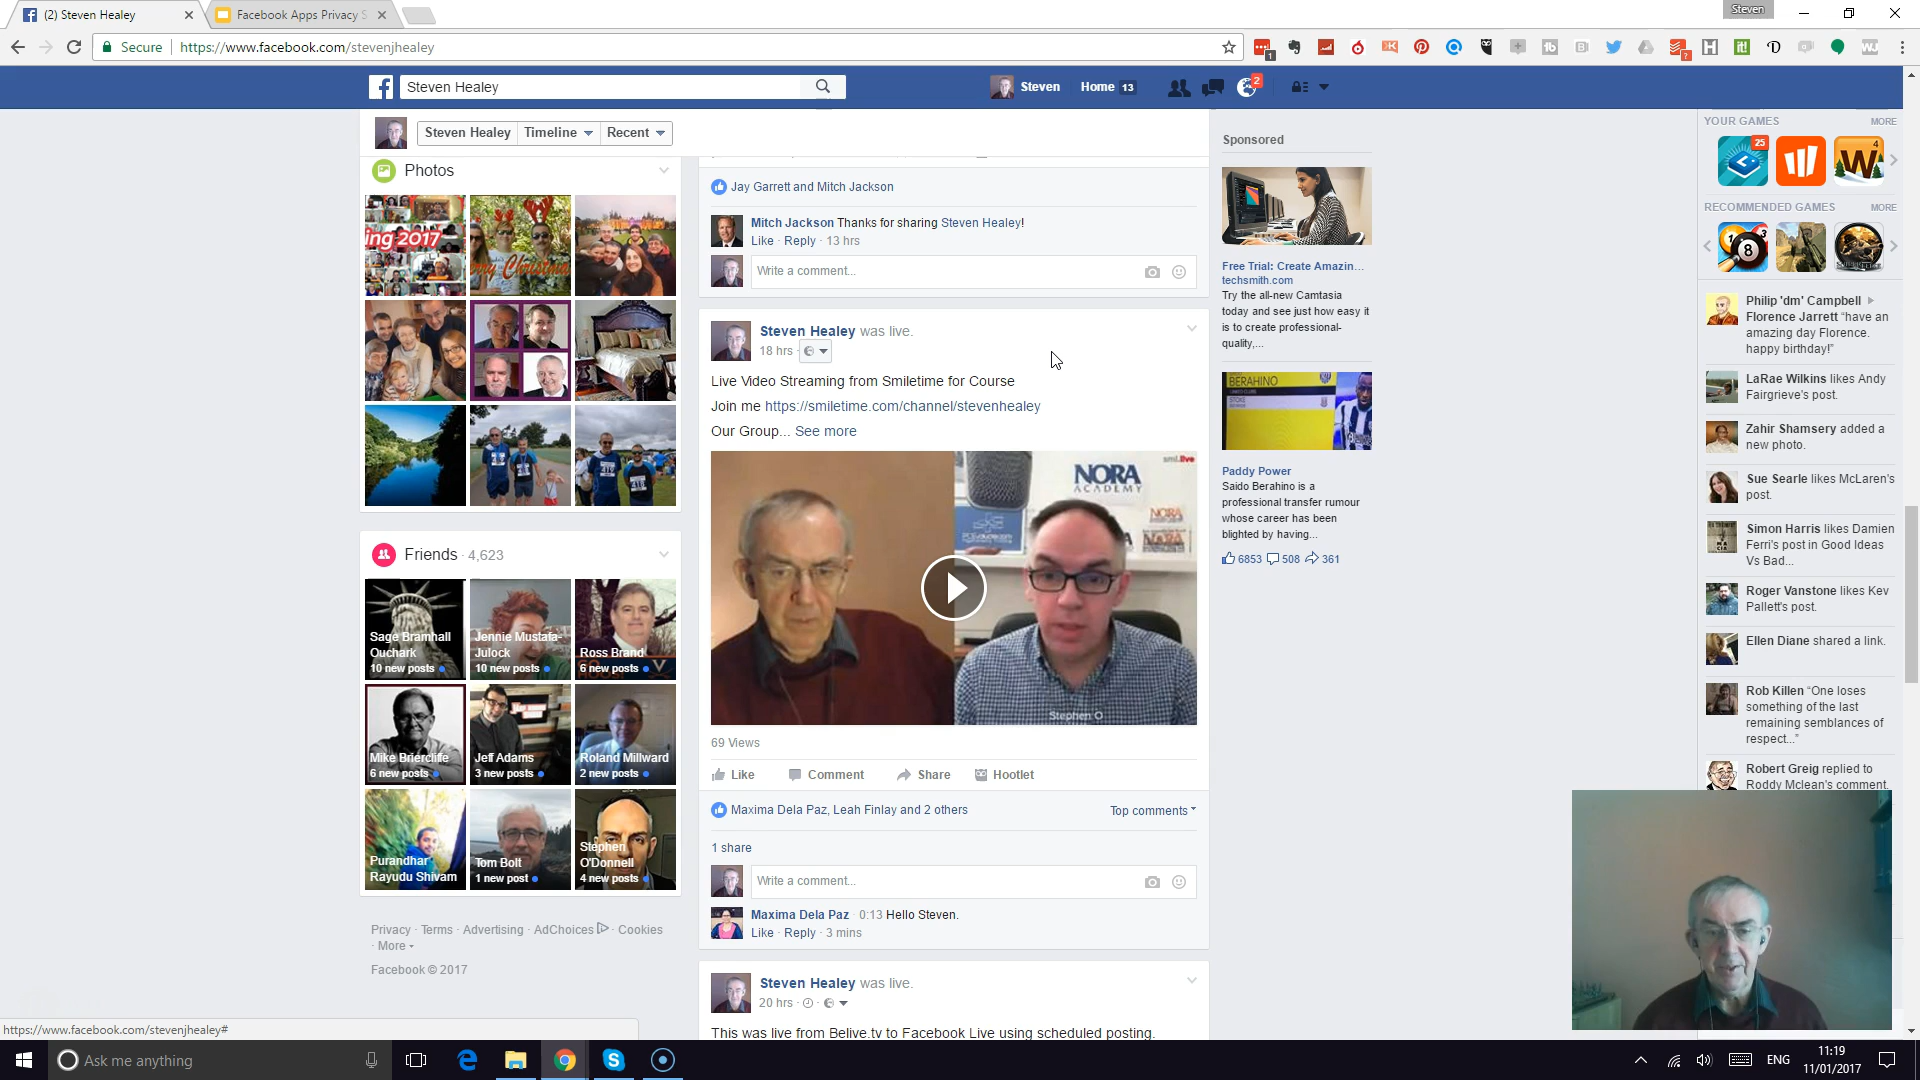 (2) Steven Healey
Facebook Apps Privacy S
Steven
Secure
https://www.facebook.com/stevenjhealey
Steven Healey
Steven
Home 13
2
Steven Healey
Timeline
Recent
Photos
ing 2017
Friends · 4,623
Sage Bramhall
Ouchark
10 new posts
Jennie Mustafa-
Julock
10 new posts
Ross Brand
6 new posts
Mike Briercliffe
6 new posts
Jeff Adams
3 new posts
Roland Millward
2 new posts
Purandhar
Rayudu Shivam
Tom Bolt
1 new post
Stephen
O'Donnell
4 new posts
Privacy · Terms · Advertising · AdChoices · Cookies
· More
Facebook © 2017
Jay Garrett and Mitch Jackson
Mitch Jackson Thanks for sharing Steven Healey!
Like · Reply · 13 hrs
Write a comment...
Steven Healey was live.
18 hrs ·
Live Video Streaming from Smiletime for Course
Join me https://smiletime.com/channel/stevenhealey
Our Group... See more
NORA
ACADEMY
smil.live
Stephen O
69 Views
Like
Comment
Share
Hootlet
Maxima Dela Paz, Leah Finlay and 2 others
Top comments
1 share
Write a comment...
Maxima Dela Paz · 0:13 Hello Steven.
Like · Reply · 3 mins
Steven Healey was live.
20 hrs ·
This was live from Belive.tv to Facebook Live using scheduled posting.
Sponsored
Free Trial: Create Amazin...
techsmith.com
Try the all-new Camtasia
today and see just how easy it
is to create professional-
quality,...
BERAHINO
STOKE
Paddy Power
Saido Berahino is a
professional transfer rumour
whose career has been
blighted by having...
6853 508 361
YOUR GAMES
MORE
25
W
4
RECOMMENDED GAMES
MORE
8
Philip 'dm' Campbell
Florence Jarrett “have an
amazing day Florence.
happy birthday!”
LaRae Wilkins likes Andy
Fairgrieve's post.
Zahir Shamsery added a
new photo.
Sue Searle likes McLaren's
post.
Simon Harris likes Damien
Ferri's post in Good Ideas
Vs Bad...
Roger Vanstone likes Kev
Pallett's post.
Ellen Diane shared a link.
Rob Killen “One loses
something of the last
remaining semblances of
respect...”
Robert Greig replied to
Roddy Mclean's comment.
https://www.facebook.com/stevenjhealey#
Ask me anything
ENG
11:19
11/01/2017